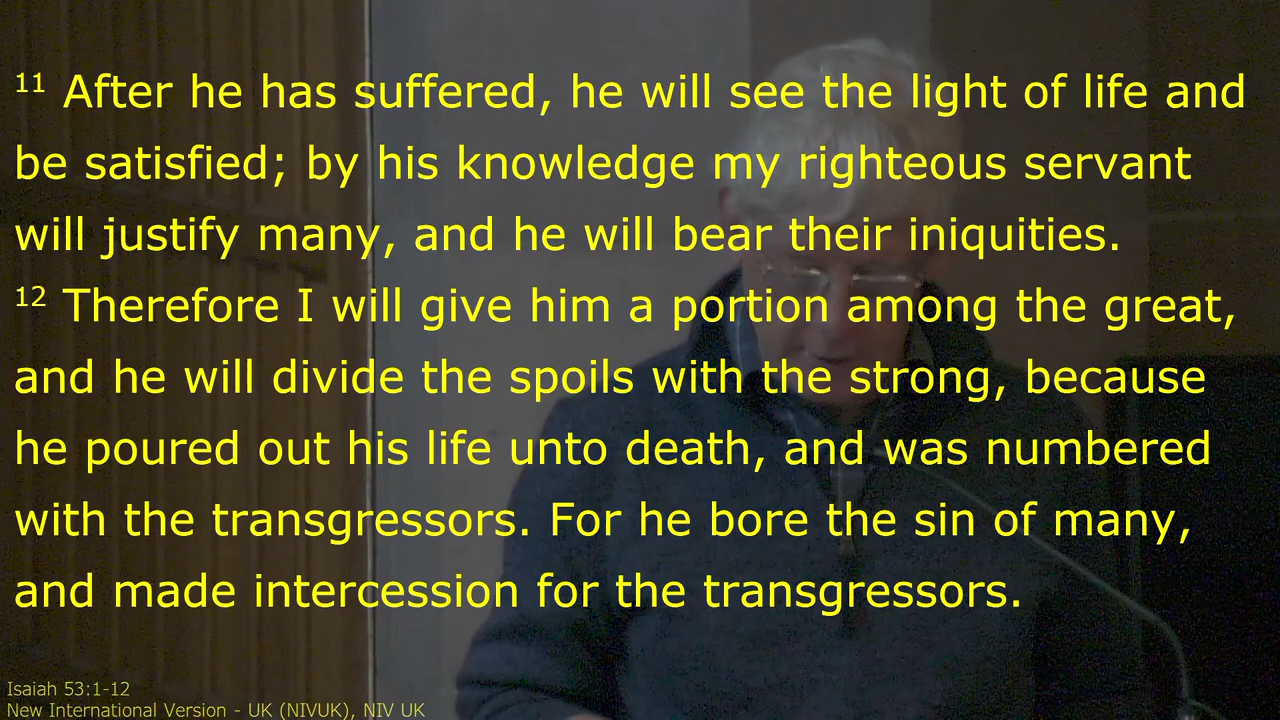 11 After he has suffered, he will see the light of life and
be satisfied; by his knowledge my righteous servant
will justify many, and he will bear their iniquities.
12 Therefore I will give him a portion among the great,
and he will divide the spoils with the strong, because
he poured out his life unto death, and was numbered
with the transgressors. For he bore the sin of many,
and made intercession for the transgressors.
Isaiah 53:1-12
New International Version - UK (NIVUK), NIV UK